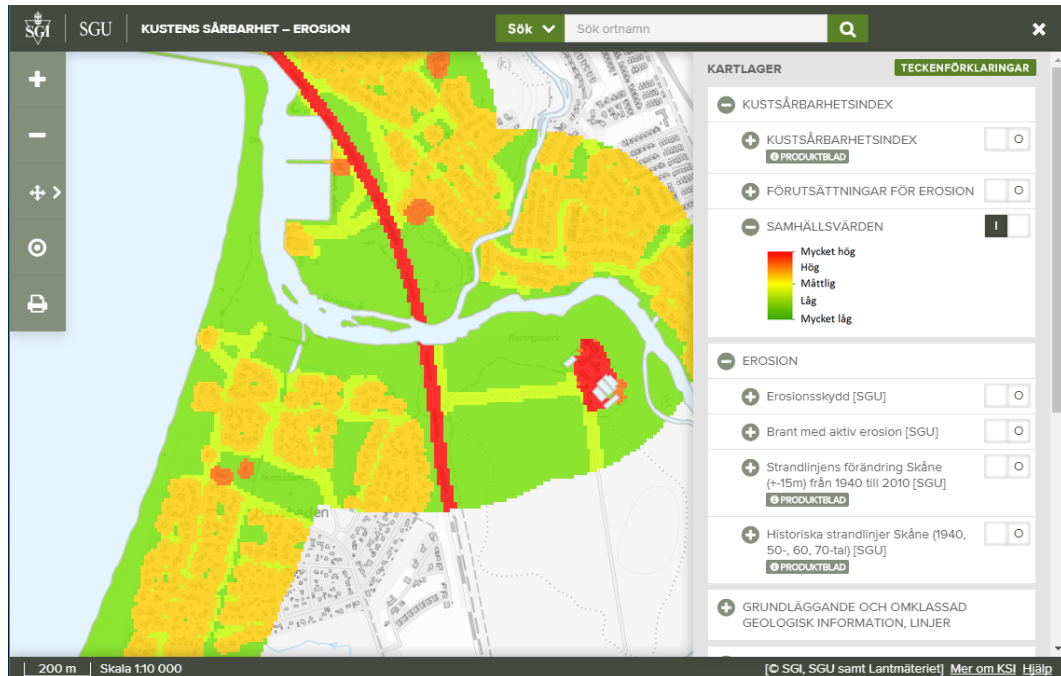 SGI SGU KUSTENS SÅRBARHET – EROSION Sök Sök ortnamn
KARTLAGER TECKENFÖRKLARINGAR
KUSTSÅRBARHETSINDEX
KUSTSÅRBARHETSINDEX O
PRODUKTBLAD
FÖRUTSÄTTNINGAR FÖR EROSION O
SAMHÄLLSVÄRDEN I
Mycket hög
Hög
Måttlig
Låg
Mycket låg
EROSION
Erosionsskydd [SGU] O
Brant med aktiv erosion [SGU] O
Strandlinjens förändring Skåne O
(+-15m) från 1940 till 2010 [SGU]
PRODUKTBLAD
Historiska strandlinjer Skåne (1940, O
50-, 60, 70-tal) [SGU]
PRODUKTBLAD
GRUNDLÄGGANDE OCH OMKLASSAD
GEOLOGISK INFORMATION, LINJER
(k)
Reningsverk
Tennisban
Havsbaden
200 m Skala 1:10 000 [© SGI, SGU samt Lantmäteriet] Mer om KSI Hjälp